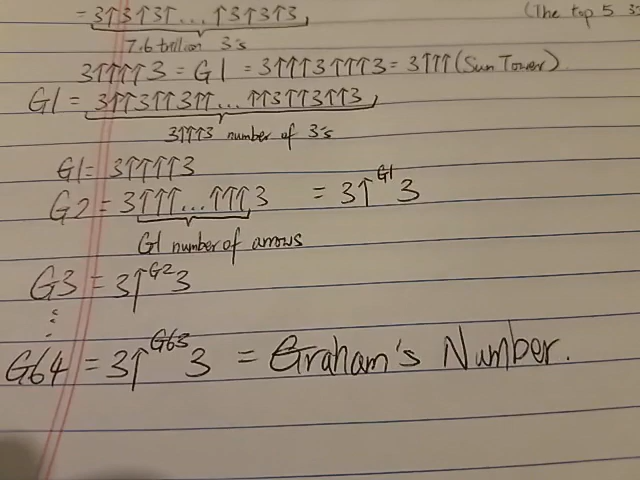 = 3↑3↑3↑...↑3↑3↑3,
(The top 5 3
7.6 trillion 3's
3↑↑↑↑3 = G1 = 3↑↑↑3↑↑↑3 = 3↑↑↑(Sun Tower)
G1 = 3↑↑3↑↑3↑↑...↑↑3↑↑3↑↑3,
3↑↑↑3 number of 3's
G1 = 3↑↑↑↑3
G2 = 3↑↑↑...↑↑↑3 = 3↑^G1 3
G1 number of arrows
G3 = 3↑^G2 3
⋮
G64 = 3↑^G63 3 = Graham's Number.